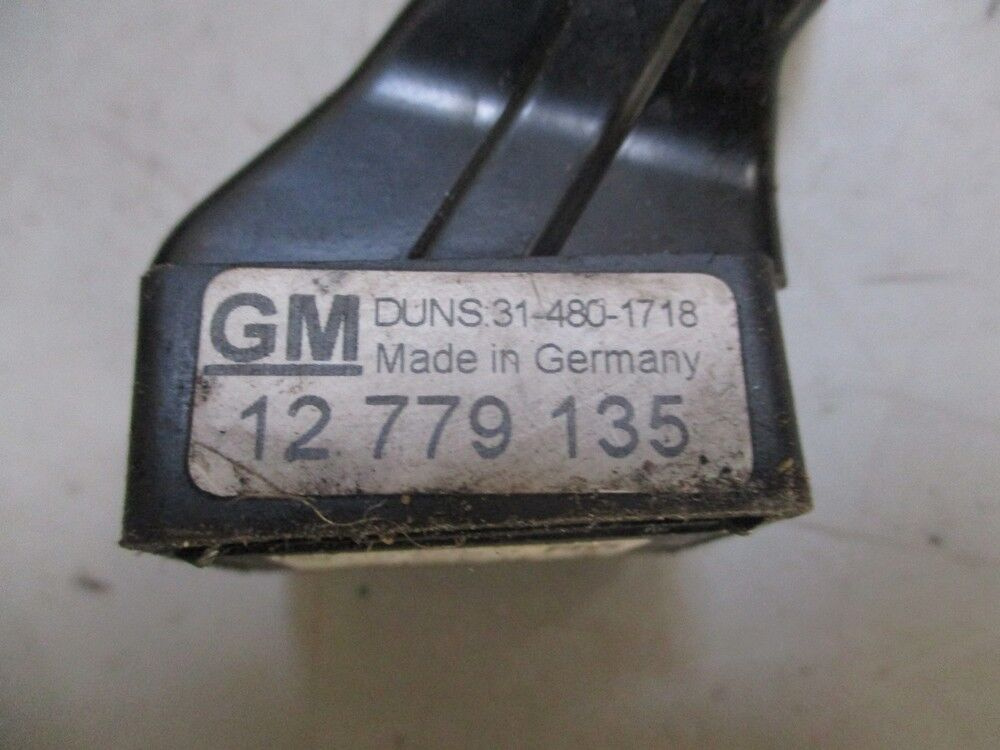 GM
DUNS:31-480-1718
Made in Germany
12 779 135